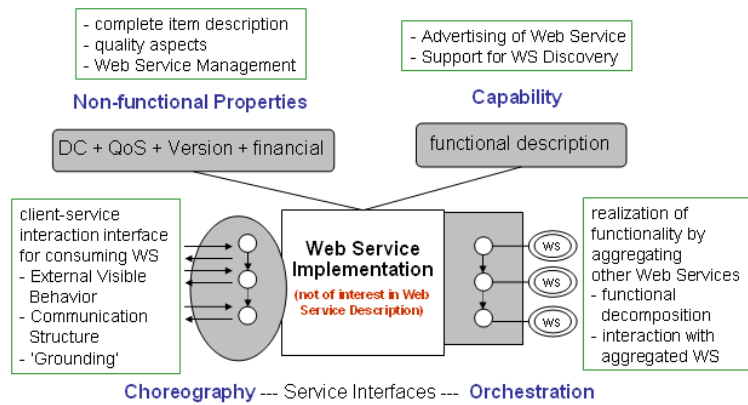 - complete item description
- quality aspects
- Web Service Management
- Advertising of Web Service
- Support for WS Discovery
Non-functional Properties
Capability
DC + QoS + Version + financial
functional description
client-service
interaction interface
for consuming WS
- External Visible
Behavior
- Communication
Structure
- 'Grounding'
Web Service
Implementation
(not of interest in Web
Service Description)
WS
WS
WS
realization of
functionality by
aggregating
other Web Services
- functional
decomposition
- interaction with
aggregated WS
Choreography --- Service Interfaces --- Orchestration